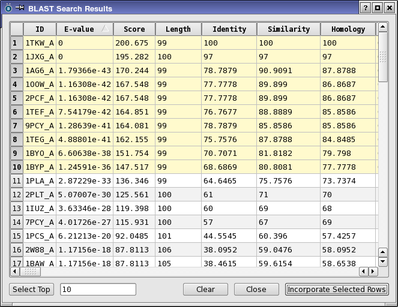 BLAST Search Results
ID E-value Score Length Identity Similarity Homology
1 1TKW_A 0 200.675 99 100 100 100
2 1JXG_A 0 195.282 100 97 97 97
3 1AG6_A 1.79366e-43 170.244 99 78.7879 90.9091 87.8788
4 1OOW_A 1.16308e-42 167.548 99 77.7778 89.899 86.8687
5 2PCF_A 1.16308e-42 167.548 99 77.7778 89.899 86.8687
6 1TEF_A 7.54179e-42 164.851 99 76.7677 88.8889 85.8586
7 9PCY_A 1.28639e-41 164.081 99 78.7879 85.8586 85.8586
8 1TEG_A 4.88801e-41 162.155 99 75.7576 87.8788 84.8485
9 1BYO_A 6.60638e-38 151.754 99 70.7071 81.8182 79.798
10 1BYP_A 1.24591e-36 147.517 99 68.6869 80.8081 77.7778
11 1PLA_A 2.87229e-33 136.346 99 64.6465 75.7576 73.7374
12 2PLT_A 5.07007e-30 125.561 100 61 71 70
13 1IUZ_A 3.63346e-28 119.398 100 60 69 68
14 7PCY_A 4.01726e-27 115.931 100 57 67 69
15 1PCS_A 6.21213e-20 92.0485 101 44.5545 60.396 57.4257
16 2W88_A 1.17156e-18 87.8113 106 38.0952 59.0476 58.0952
17 1BAW_A 1.17156e-18 87.8113 105 38.4615 59.6154 58.6538
Select Top 10 Clear Close Incorporate Selected Rows